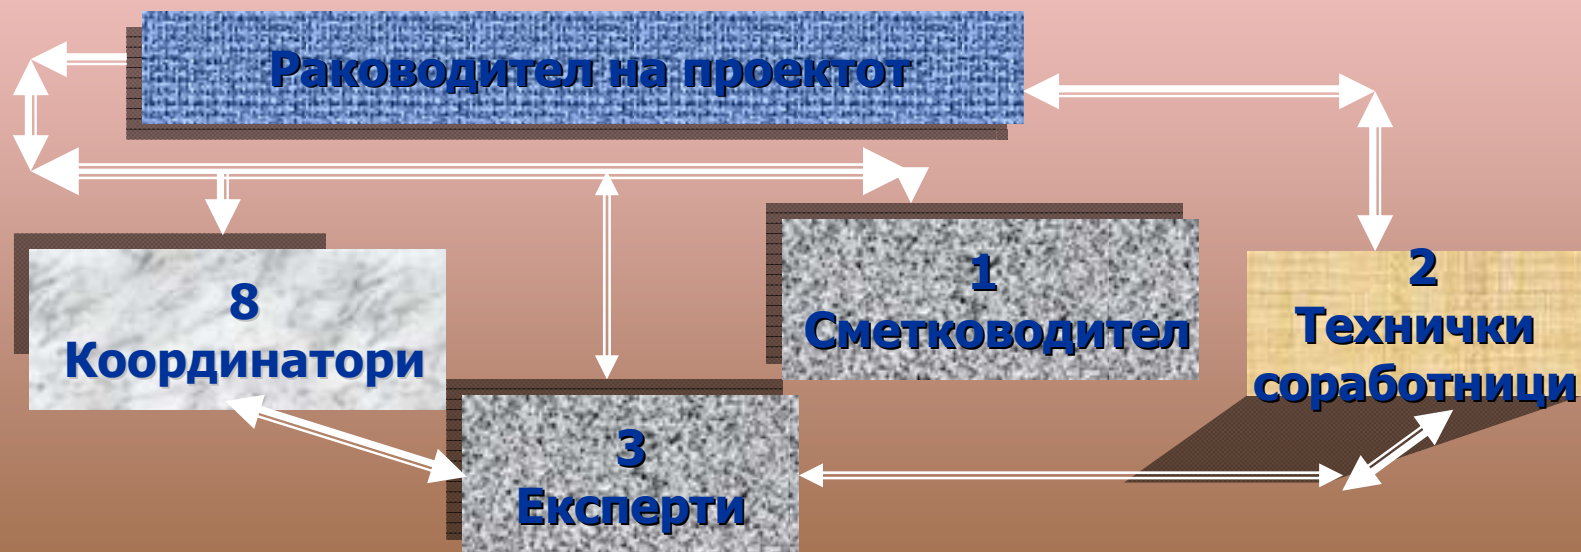 Раководител на проектот
8
Координатори
1
Сметководител
2
Технички
соработници
3
Експерти